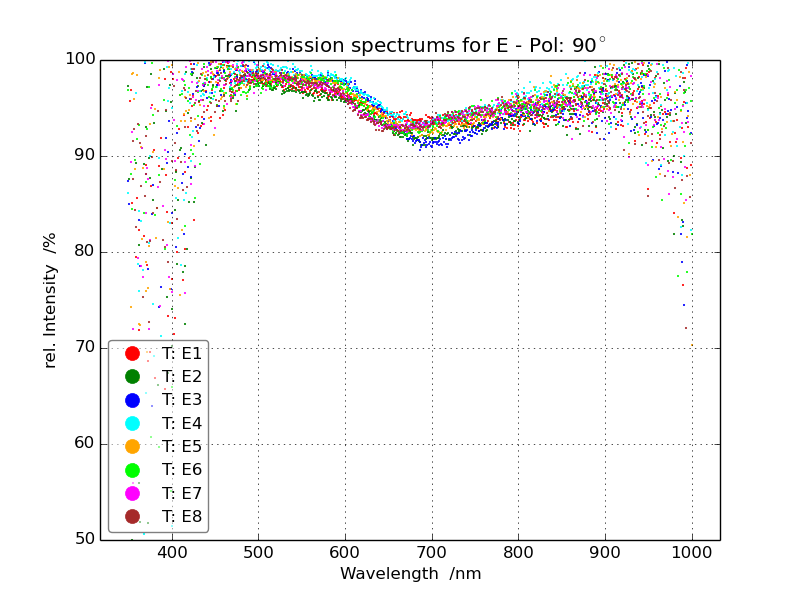 Transmission spectrums for E - Pol: 90°
100
90
80
70
60
50
rel. Intensity /%
T: E1
T: E2
T: E3
T: E4
T: E5
T: E6
T: E7
T: E8
400 500 600 700 800 900 1000
Wavelength /nm